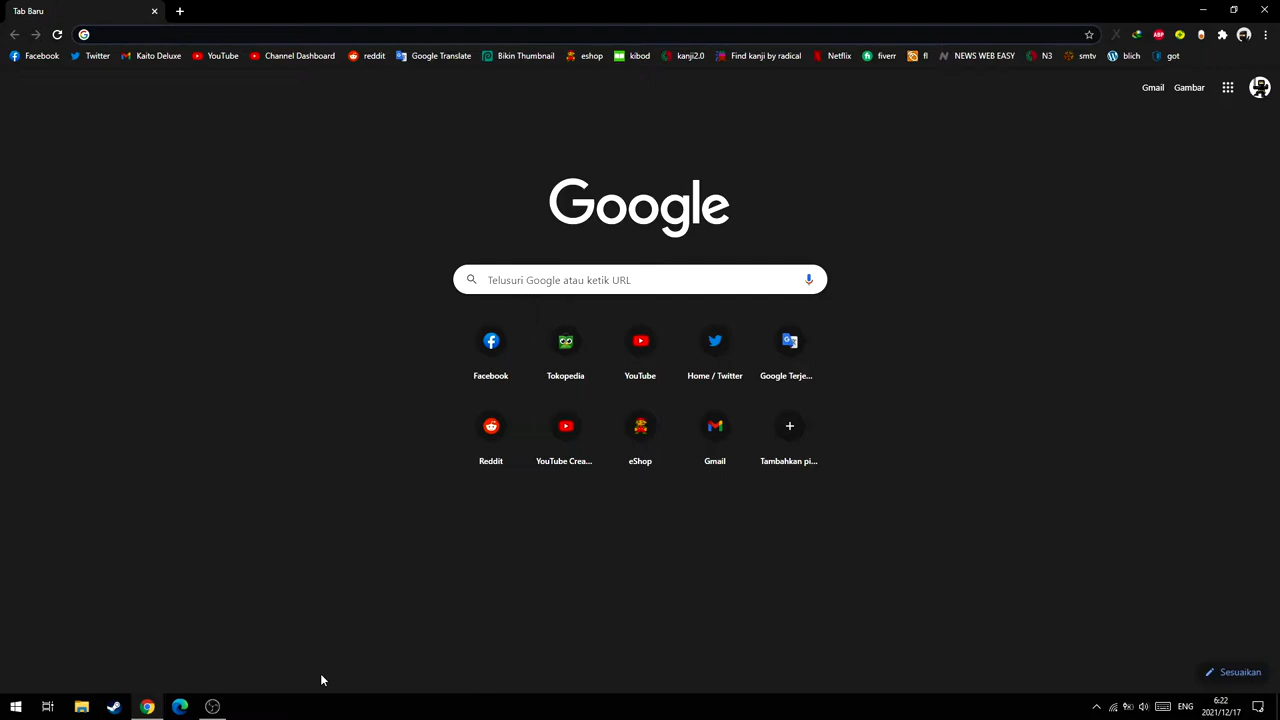 Tab Baru
Facebook Twitter Kaito Deluxe YouTube Channel Dashboard reddit Google Translate Bikin Thumbnail eshop kibod kanji2.0 Find kanji by radical Netflix fiverr fl NEWS WEB EASY N3 smtv blich got
Gmail Gambar
Google
Telusuri Google atau ketik URL
Facebook Tokopedia YouTube Home / Twitter Google Terje...
Reddit YouTube Crea... eShop Gmail Tambahkan pi...
Sesuaikan
ENG 6:22
2021/12/17